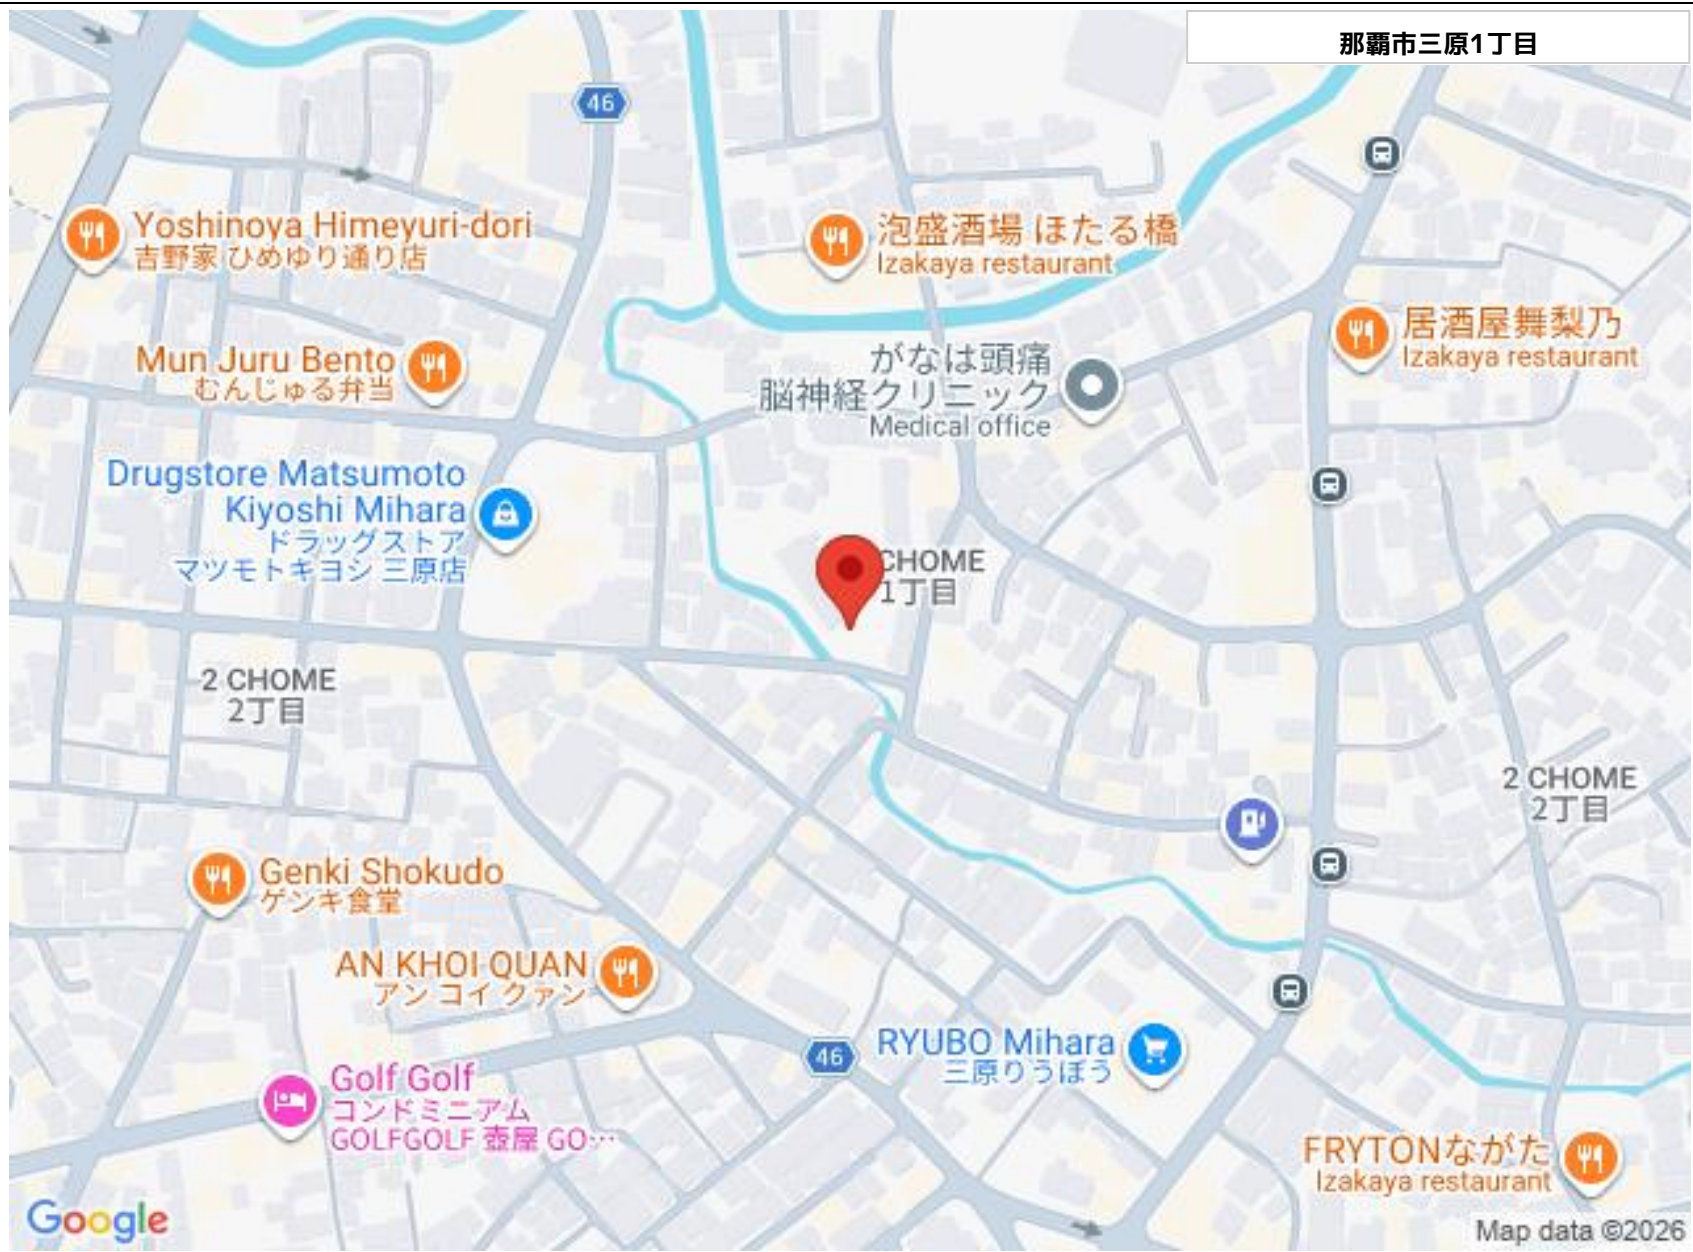 那覇市三原1丁目
46
Yoshinoya Himeyuri-dori
吉野家 ひめゆり通り店
泡盛酒場 ほたる橋
Izakaya restaurant
居酒屋舞梨乃
Izakaya restaurant
Mun Juru Bento
むんじゅる弁当
がなは頭痛
脳神経クリニック
Medical office
Drugstore Matsumoto
Kiyoshi Mihara
ドラッグストア
マツモトキヨシ 三原店
CHOME
1丁目
2 CHOME
2丁目
2 CHOME
2丁目
Genki Shokudo
ゲンキ食堂
AN KHOI QUAN
アン コイ クァン
46
RYUBO Mihara
三原りうぼう
Golf Golf
コンドミニアム
GOLFGOLF 壺屋 GO…
FRYTONながた
Izakaya restaurant
Google
Map data ©2026